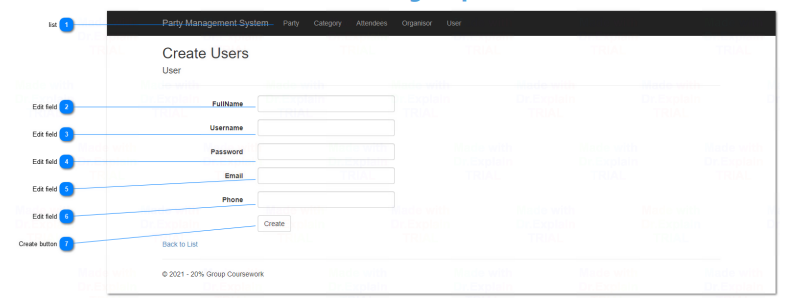 list 1
Party Management System Party Category Attendees Organisor User
Create Users
User
Edit field 2
FullName
Edit field 3
Username
Edit field 4
Password
Edit field 5
Email
Edit field 6
Phone
Create button 7
Create
Back to List
© 2021 - 20% Group Coursework